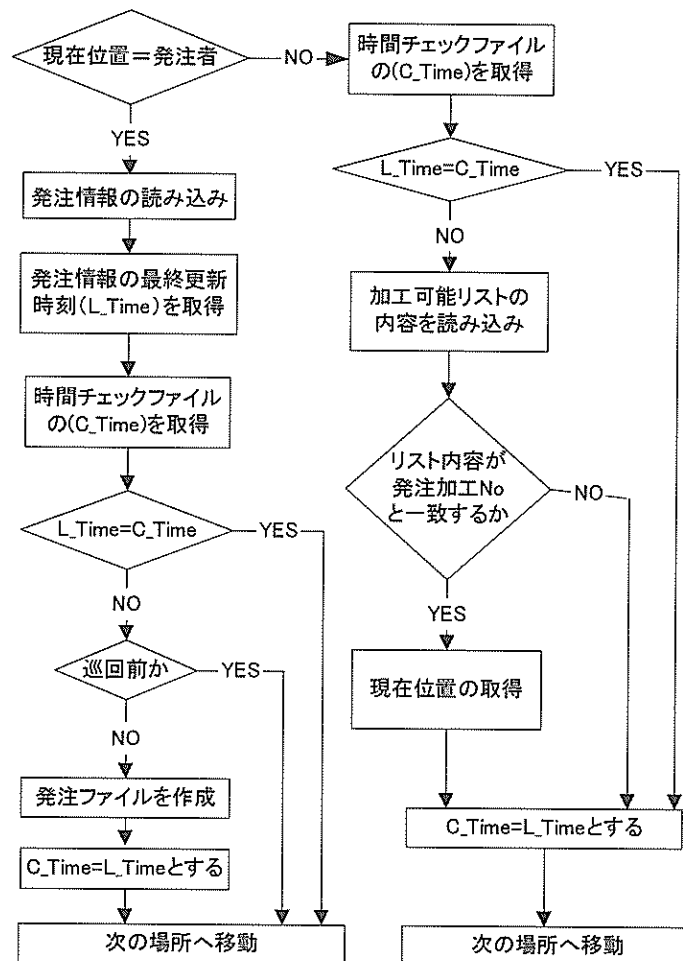 現在位置＝発注者
NO
YES
発注情報の読み込み
発注情報の最終更新
時刻(L_Time)を取得
時間チェックファイル
の(C_Time)を取得
L_Time=C_Time
YES
NO
巡回前か
YES
NO
発注ファイルを作成
C_Time=L_Timeとする
次の場所へ移動
時間チェックファイル
の(C_Time)を取得
L_Time=C_Time
YES
NO
加工可能リストの
内容を読み込み
リスト内容が
発注加工No
と一致するか
NO
YES
現在位置の取得
C_Time=L_Timeとする
次の場所へ移動